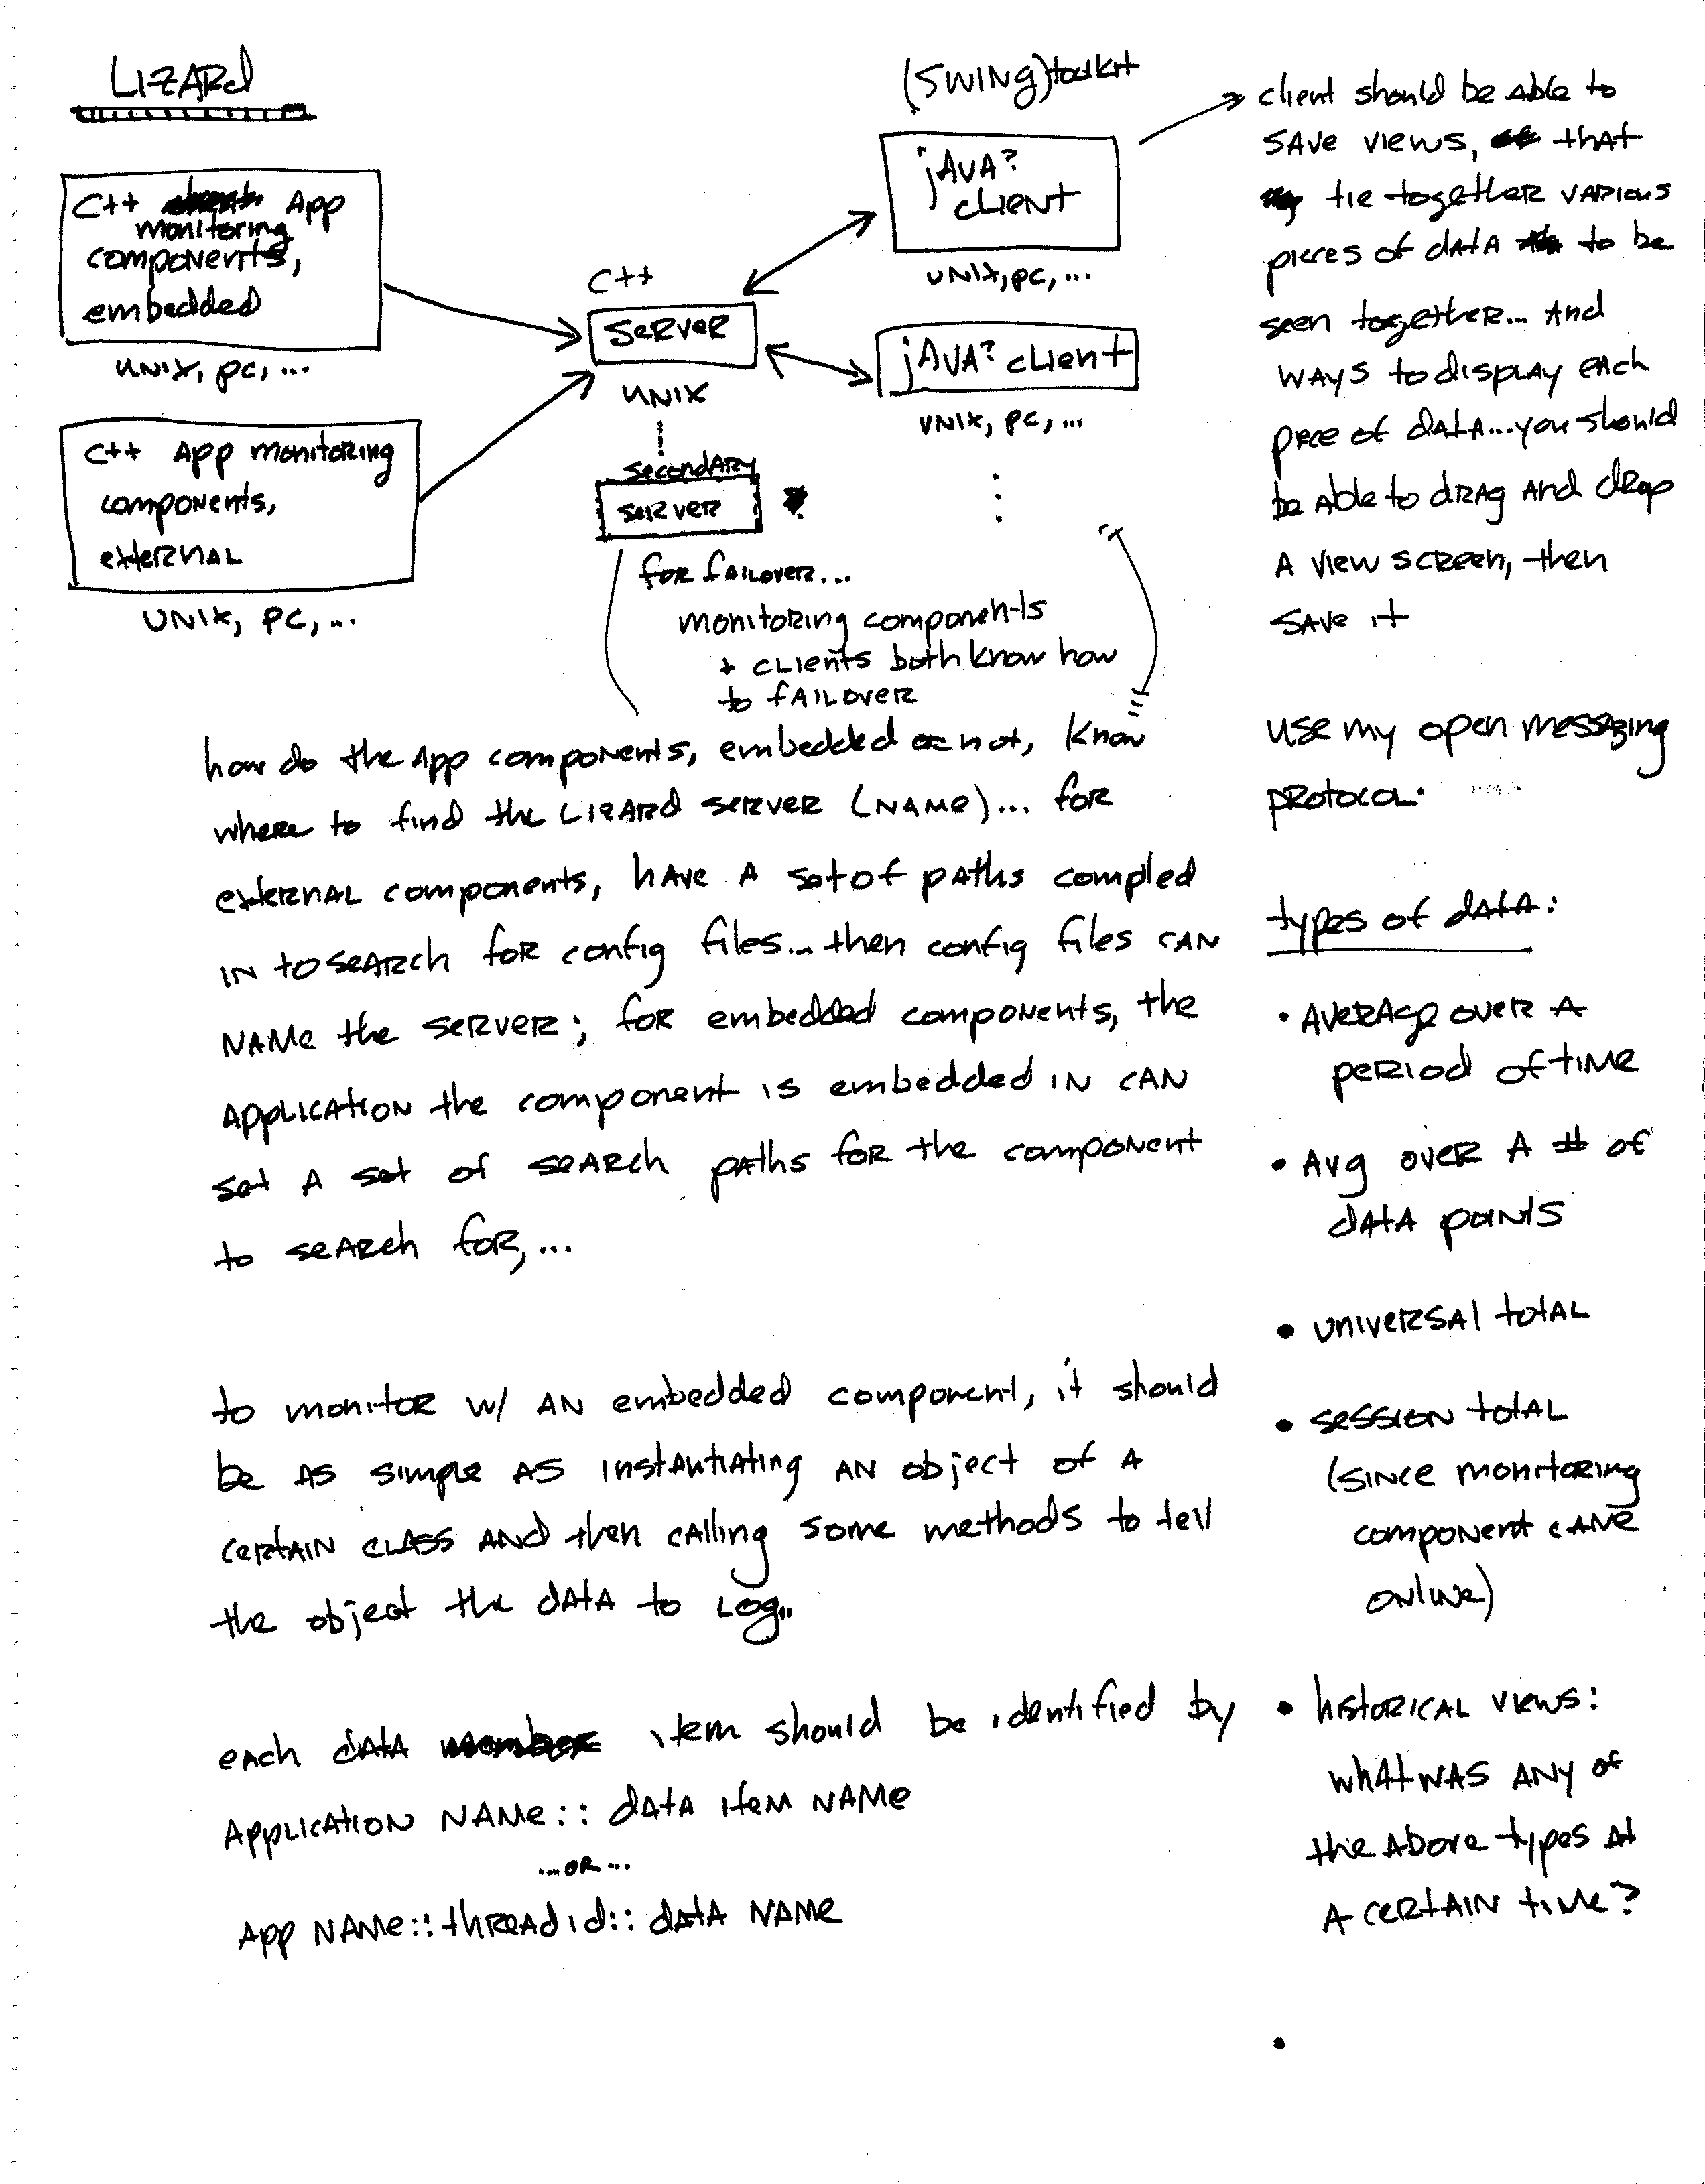 LIZARd
C++ App
monitoring
components,
embedded
UNIX, pc, ...
C++ App monitoring
components,
external
UNIX, PC, ...
C++
server
UNIX
secondary
server
for failover...
monitoring components
+ clients both know how
to failover
(SWING) toolkit
jAVA?
client
UNIX, pc, ...
jAVA? client
UNIX, pc, ...
client should be able to
save views, that
tie together various
pieces of data to be
seen together... And
ways to display each
piece of data... you should
be able to drag and drop
A view screen, then
save it
use my open messaging
protocol.
types of data:
• Average over A
period of time
• Avg over A # of
data points
• universal total
• session total
(since monitoring
component came
online)
• historical views:
what was any of
the above types at
A certain time?
•
how do the App components, embedded or not, know
where to find the LIZARd server (NAME)... for
external components, have A set of paths compiled
in to search for config files... then config files can
name the server; for embedded components, the
application the component is embedded in can
set A set of search paths for the component
to search for, ...
to monitor w/ an embedded component, it should
be as simple as instantiating an object of A
certain class and then calling some methods to tell
the object the data to log..
each data item should be identified by
Application NAME:: data item NAME
...or...
App NAME::threadid:: data NAME